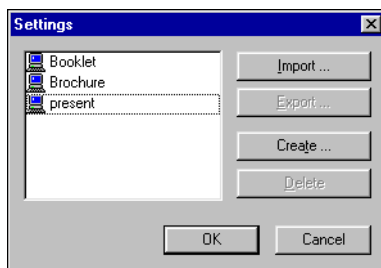 Settings
Booklet
Brochure
present
Import ...
Export ...
Create ...
Delete
OK
Cancel